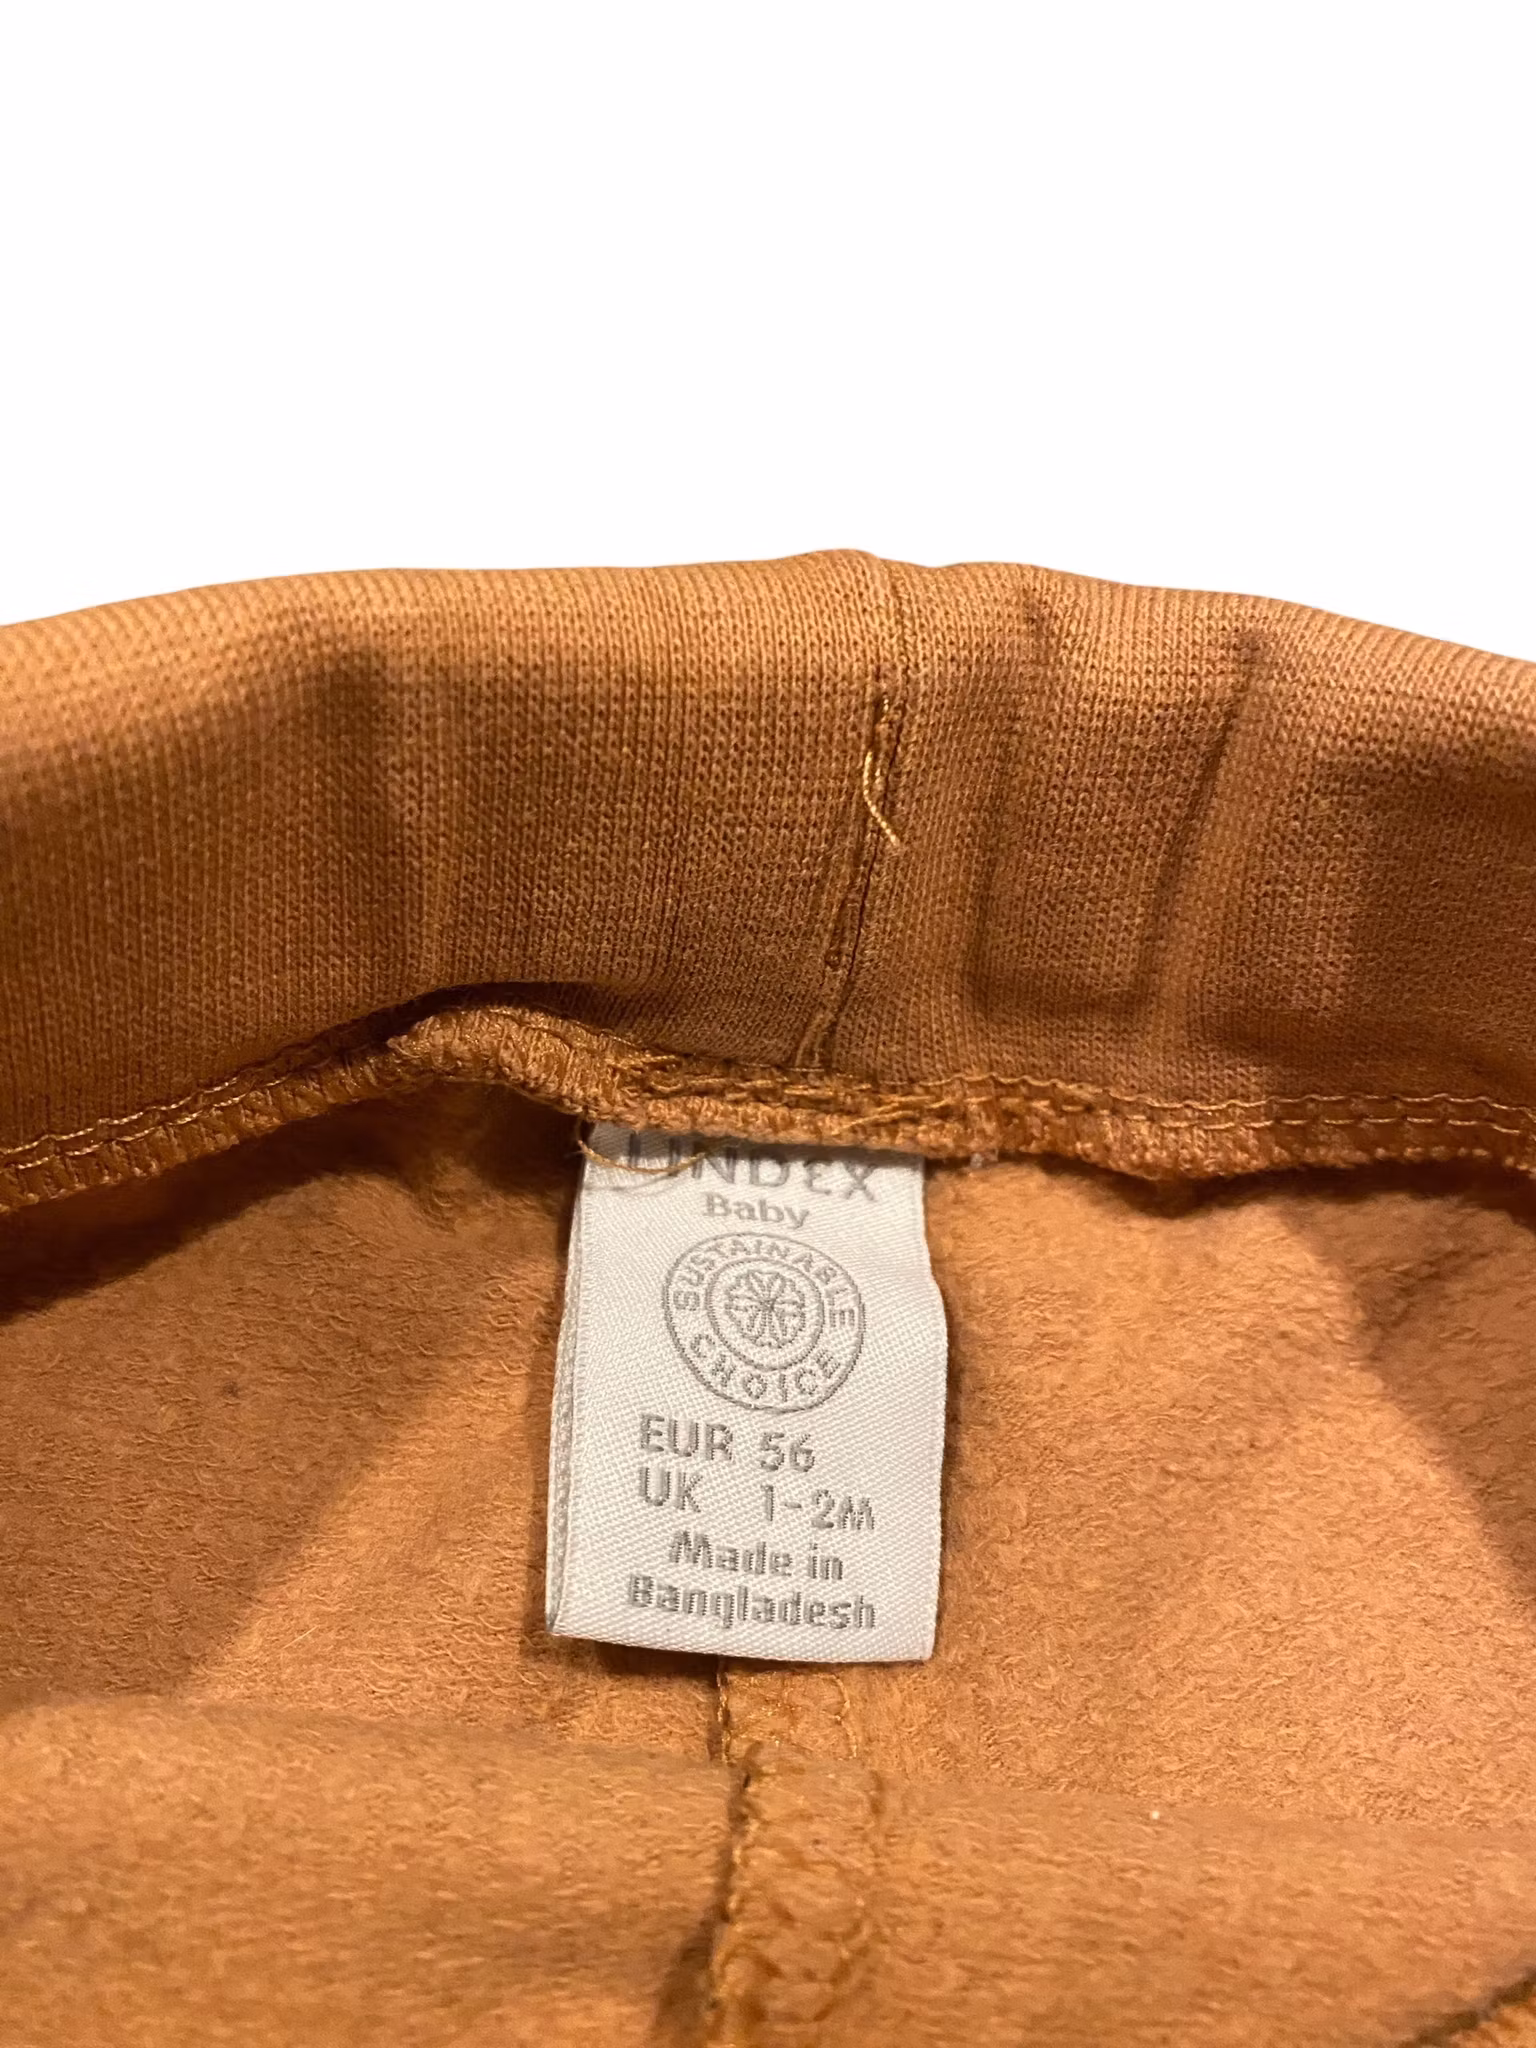 LINDEX
Baby
SUSTAINABLE
CHOICE
EUR 56
UK 1-2M
Made in
Bangladesh